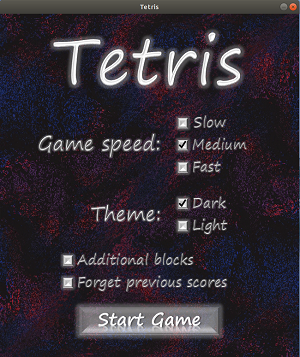 Tetris
Tetris
Game speed:
Slow
Medium
Fast
Theme:
Dark
Light
Additional blocks
Forget previous scores
Start Game